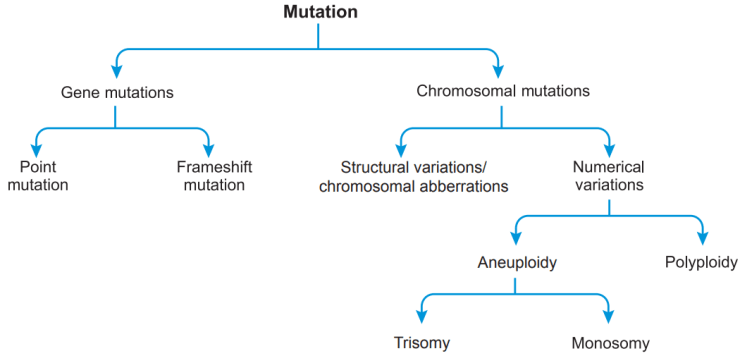 Mutation
Gene mutations
Chromosomal mutations
Point
mutation
Frameshift
mutation
Structural variations/
chromosomal abberrations
Numerical
variations
Aneuploidy
Polyploidy
Trisomy
Monosomy